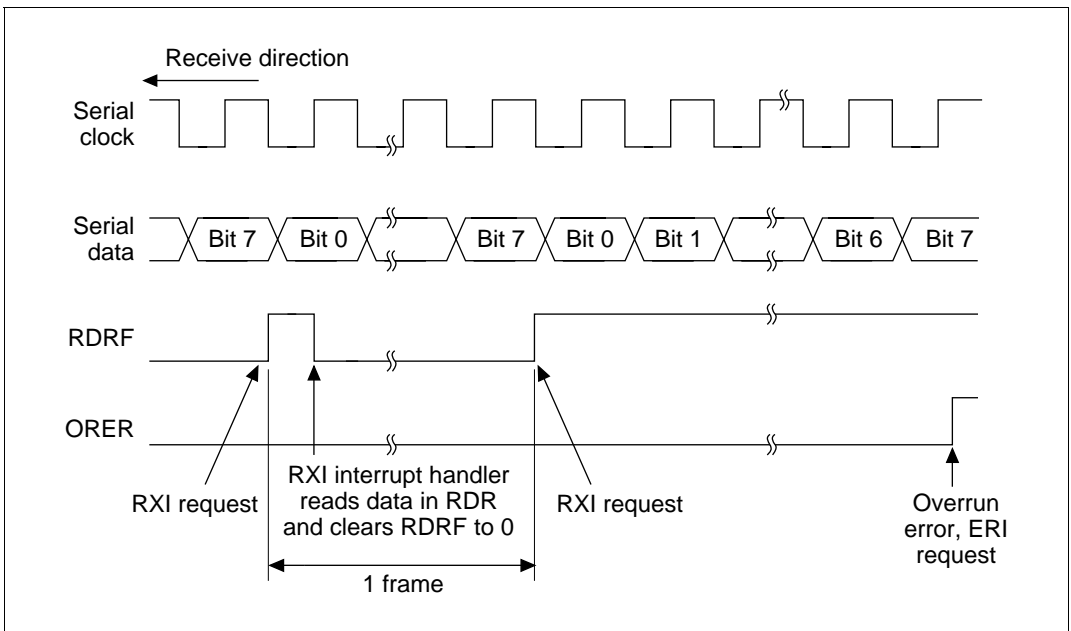 Receive direction
Serial
clock
Serial
data
Bit 7
Bit 0
Bit 7
Bit 0
Bit 1
Bit 6
Bit 7
RDRF
ORER
RXI request
RXI interrupt handler
reads data in RDR
and clears RDRF to 0
RXI request
Overrun
error, ERI
request
1 frame